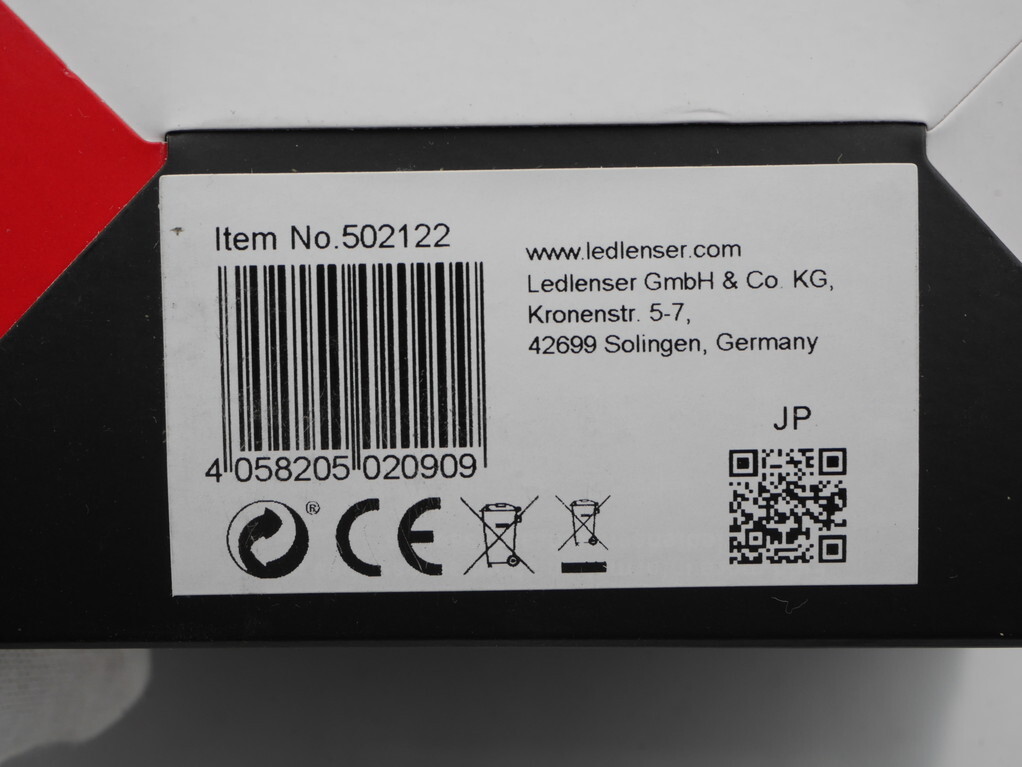 Item No.502122
4 058205 020909
®
CE
www.ledlenser.com
Ledlenser GmbH & Co. KG,
Kronenstr. 5-7,
42699 Solingen, Germany
JP